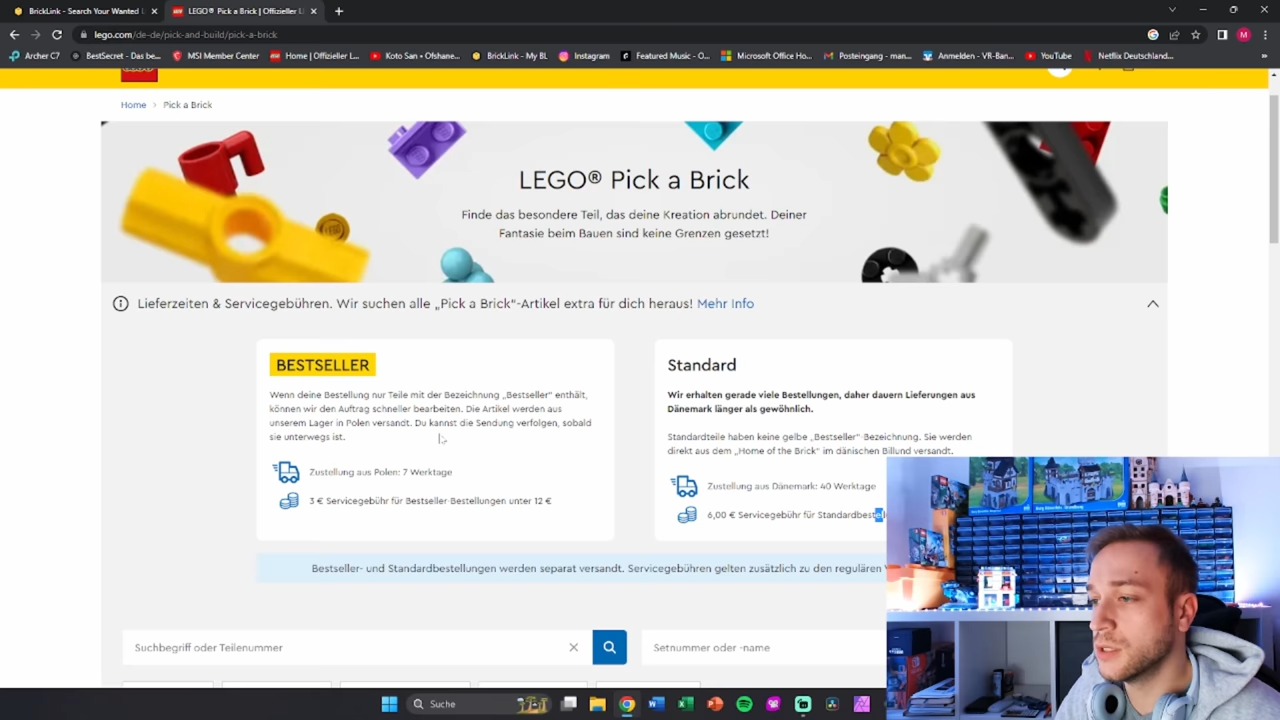 BrickLink - Search Your Wanted
LEGO® Pick a Brick | Offizieller
lego.com/de-de/pick-and-build/pick-a-brick
M
Archer C7
BestSecret - Das be...
MSI Member Center
Home | Offizieller L...
Koto San • Ofshane...
BrickLink - My BL
Instagram
Featured Music - O...
Microsoft Office Ho...
Posteingang - man...
Anmelden - VR-Ban...
YouTube
Netflix Deutschland...
Home > Pick a Brick
LEGO® Pick a Brick
Finde das besondere Teil, das deine Kreation abrundet. Deiner
Fantasie beim Bauen sind keine Grenzen gesetzt!
Lieferzeiten & Servicegebühren. Wir suchen alle „Pick a Brick"-Artikel extra für dich heraus! Mehr Info
BESTSELLER
Wenn deine Bestellung nur Teile mit der Bezeichnung „Bestseller" enthält,
können wir den Auftrag schneller bearbeiten. Die Artikel werden aus
unserem Lager in Polen versandt. Du kannst die Sendung verfolgen, sobald
sie unterwegs ist.
Zustellung aus Polen: 7 Werktage
3 € Servicegebühr für Bestseller-Bestellungen unter 12 €
Standard
Wir erhalten gerade viele Bestellungen, daher dauern Lieferungen aus
Dänemark länger als gewöhnlich.
Standardteile haben keine gelbe „Bestseller"-Bezeichnung. Sie werden
direkt aus dem „Home of the Brick" im dänischen Billund versandt.
Zustellung aus Dänemark: 40 Werktage
6,00 € Servicegebühr für Standardbestel
Bestseller- und Standardbestellungen werden separat versandt. Servicegebühren gelten zusätzlich zu den regulären
Suchbegriff oder Teilenummer
Setnummer oder -name
Suche